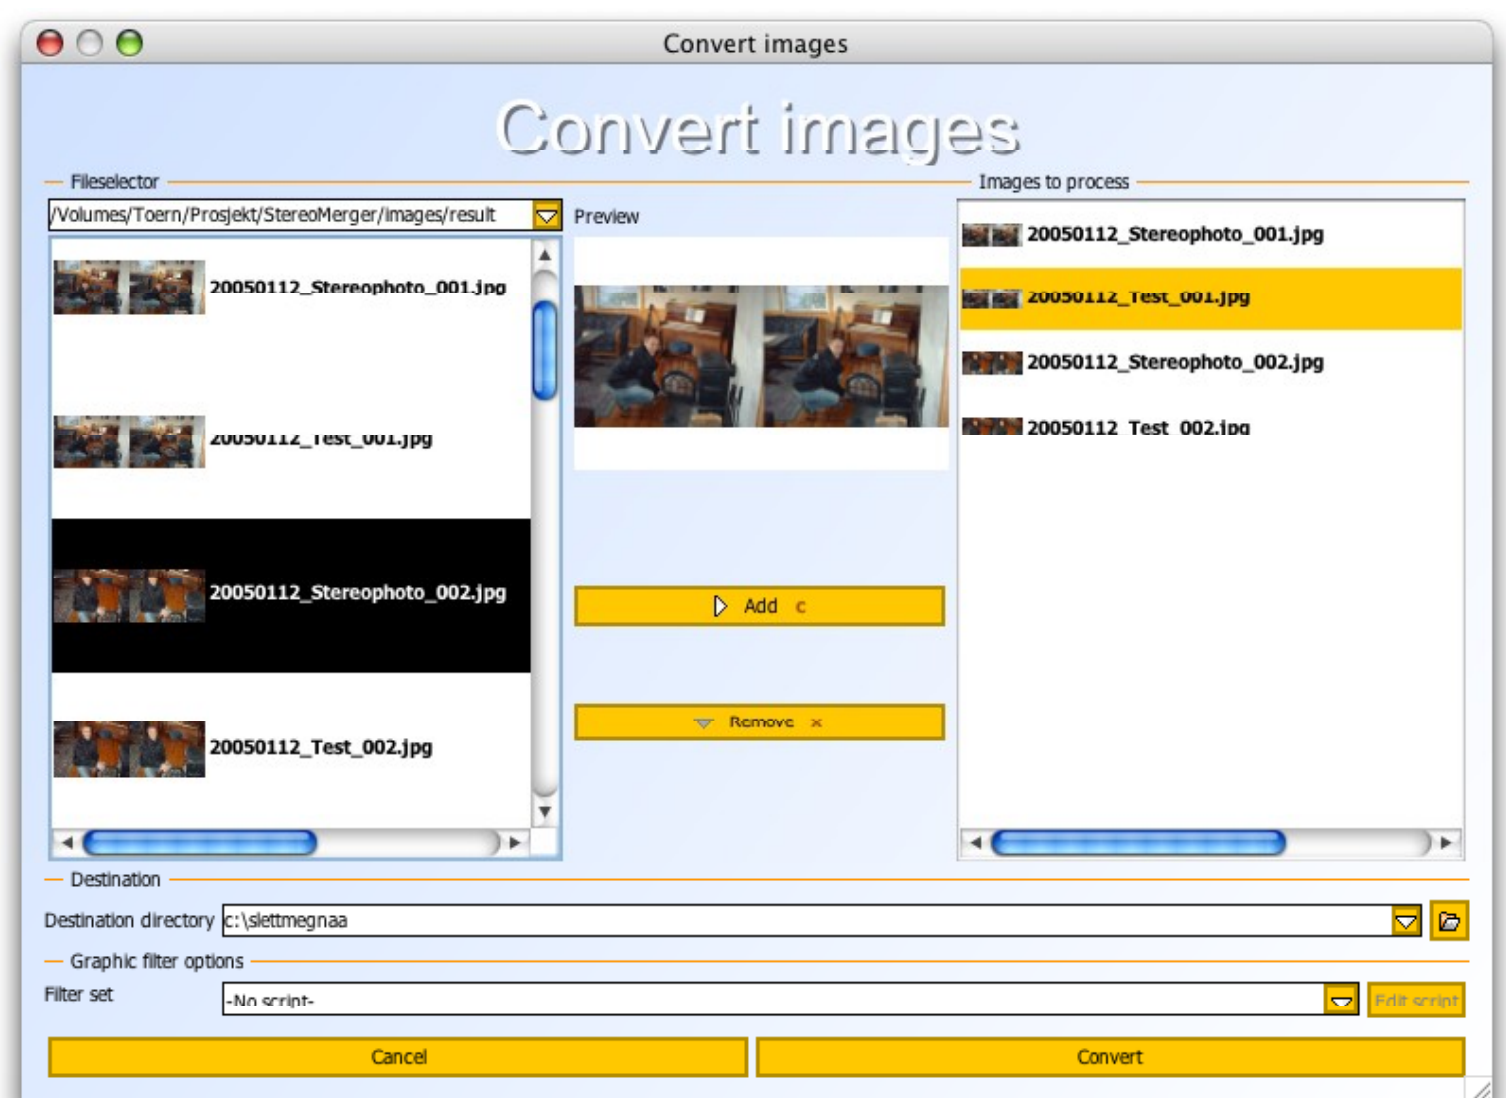 Convert images
Convert images
Fileselector
Images to process
/Volumes/Toern/Prosjekt/StereoMerger/images/result
Preview
20050112_Stereophoto_001.jpg
20050112_Test_001.jpg
20050112_Stereophoto_002.jpg
20050112_Test_002.jpg
Add c
Remove x
20050112_Stereophoto_001.jpg
20050112_Test_001.jpg
20050112_Stereophoto_002.jpg
20050112_Test_002.jpg
Destination
Destination directory c:\slettmegnaa
Graphic filter options
Filter set -No script- Edit script
Cancel Convert